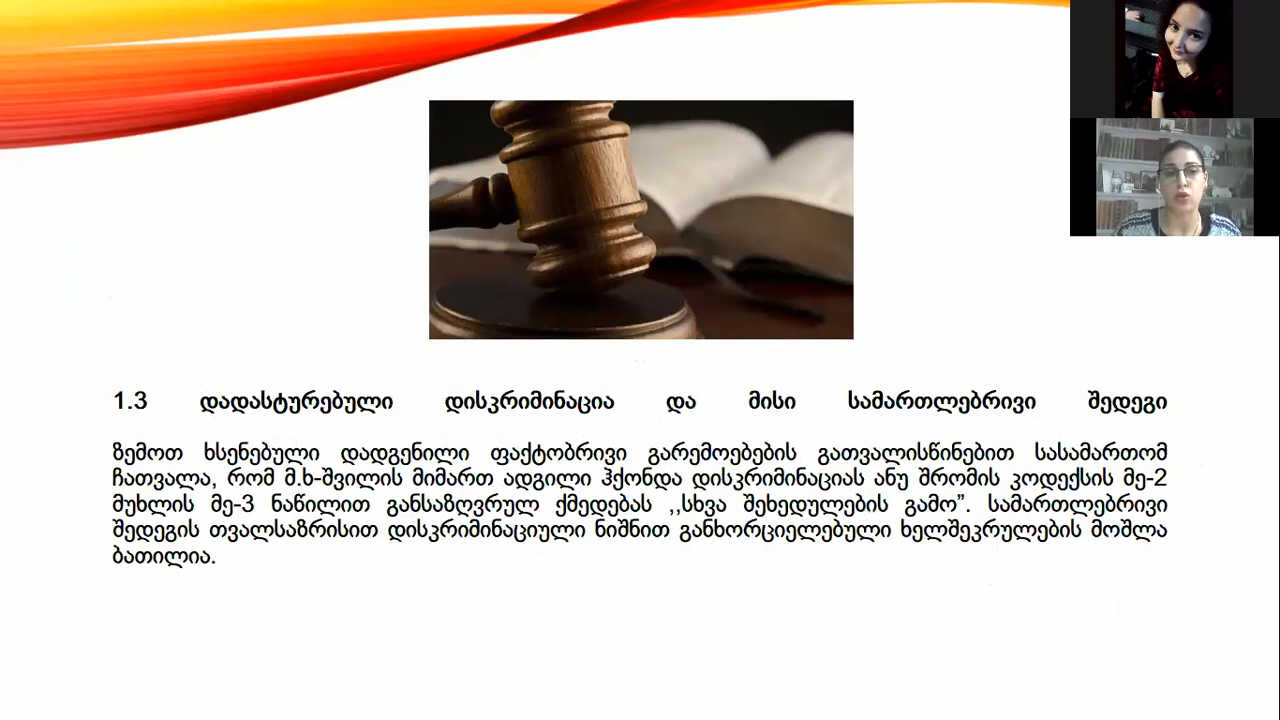 1.3 დადასტურებული დისკრიმინაცია და მისი სამართლებრივი შედეგი
ზემოთ ხსენებული დადგენილი ფაქტობრივი გარემოებების გათვალისწინებით სასამართომ
ჩათვალა, რომ მ.ხ-შვილის მიმართ ადგილი ჰქონდა დისკრიმინაციას ანუ შრომის კოდექსის მე-2
მუხლის მე-3 ნაწილით განსაზღვრულ ქმედებას ,,სხვა შეხედულების გამო”. სამართლებრივი
შედეგის თვალსაზრისით დისკრიმინაციული ნიშნით განხორციელებული ხელშეკრულების მოშლა
ბათილია.